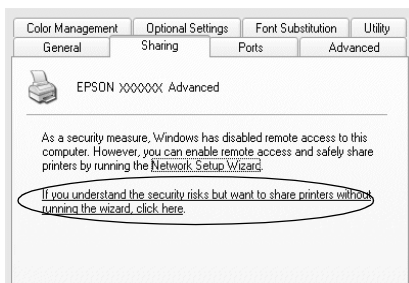 Color Management
Optional Settings
Font Substitution
Utility
General
Sharing
Ports
Advanced
EPSON XXXXXX Advanced
As a security measure, Windows has disabled remote access to this
computer. However, you can enable remote access and safely share
printers by running the Network Setup Wizard.
If you understand the security risks but want to share printers without
running the wizard, click here.